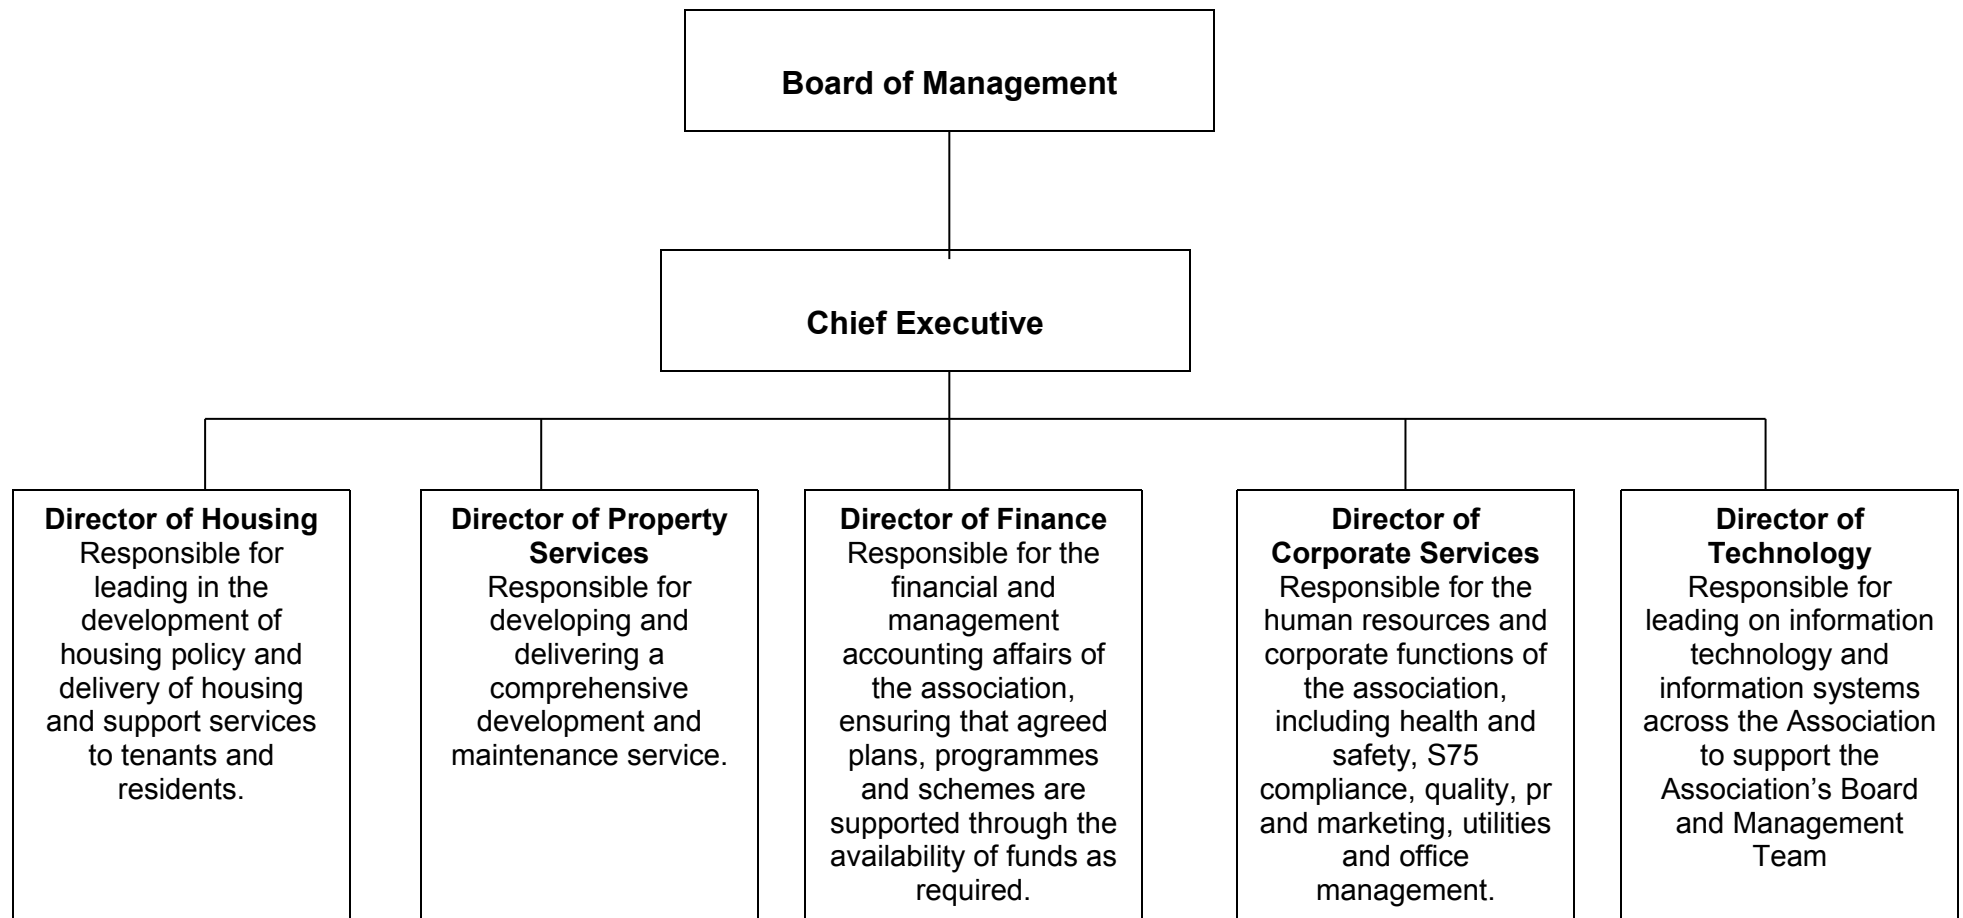 Board of Management
Chief Executive
Director of Housing
Responsible for
leading in the
development of
housing policy and
delivery of housing
and support services
to tenants and
residents.
Director of Property
Services
Responsible for
developing and
delivering a
comprehensive
development and
maintenance service.
Director of Finance
Responsible for the
financial and
management
accounting affairs of
the association,
ensuring that agreed
plans, programmes
and schemes are
supported through the
availability of funds as
required.
Director of
Corporate Services
Responsible for the
human resources and
corporate functions of
the association,
including health and
safety, S75
compliance, quality, pr
and marketing, utilities
and office
management.
Director of
Technology
Responsible for
leading on information
technology and
information systems
across the Association
to support the
Association’s Board
and Management
Team